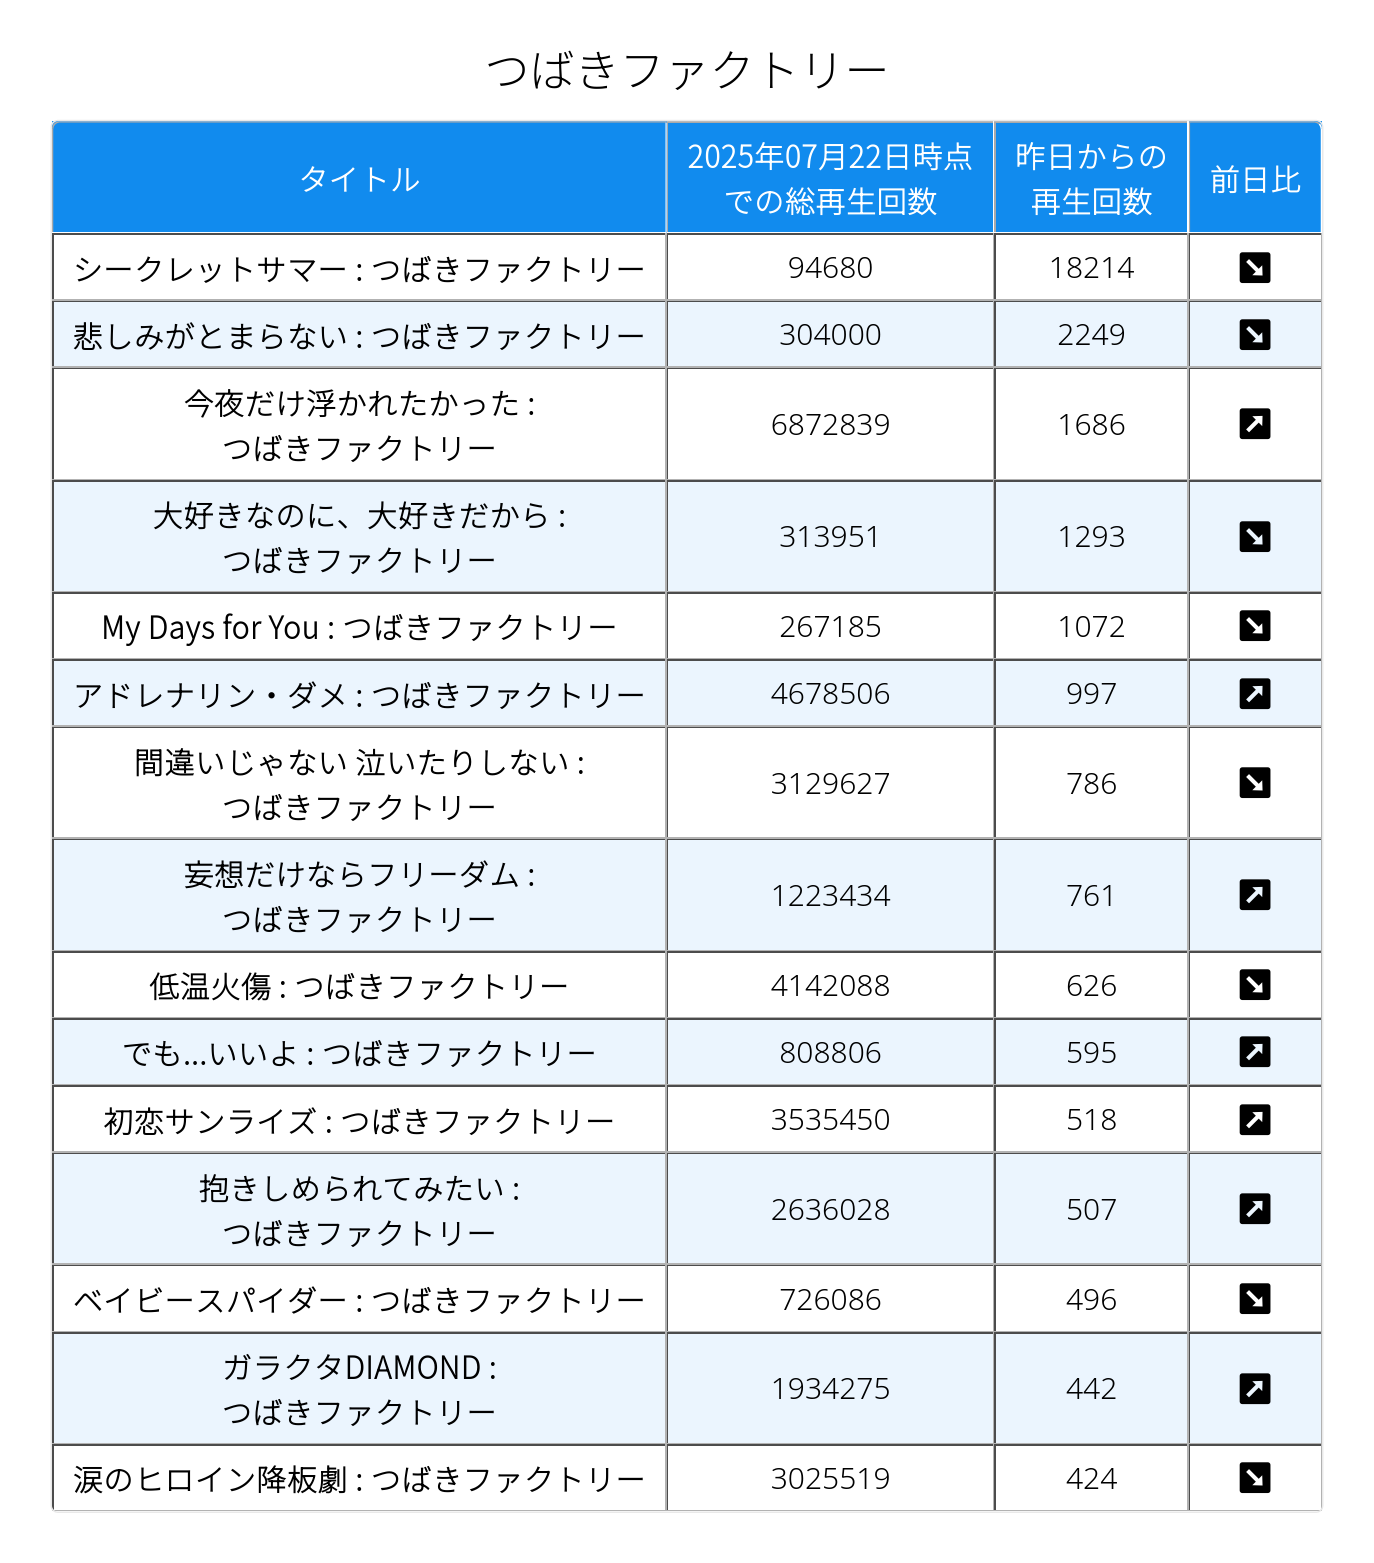 つばきファクトリー
タイトル
2025年07月22日時点
での総再生回数
昨日からの
再生回数
前日比
シークレットサマー : つばきファクトリー
94680
18214
悲しみがとまらない : つばきファクトリー
304000
2249
今夜だけ浮かれたかった :
つばきファクトリー
6872839
1686
大好きなのに、大好きだから :
つばきファクトリー
313951
1293
My Days for You : つばきファクトリー
267185
1072
アドレナリン・ダメ : つばきファクトリー
4678506
997
間違いじゃない 泣いたりしない :
つばきファクトリー
3129627
786
妄想だけならフリーダム :
つばきファクトリー
1223434
761
低温火傷 : つばきファクトリー
4142088
626
でも...いいよ : つばきファクトリー
808806
595
初恋サンライズ : つばきファクトリー
3535450
518
抱きしめられてみたい :
つばきファクトリー
2636028
507
ベイビースパイダー : つばきファクトリー
726086
496
ガラクタDIAMOND :
つばきファクトリー
1934275
442
涙のヒロイン降板劇 : つばきファクトリー
3025519
424